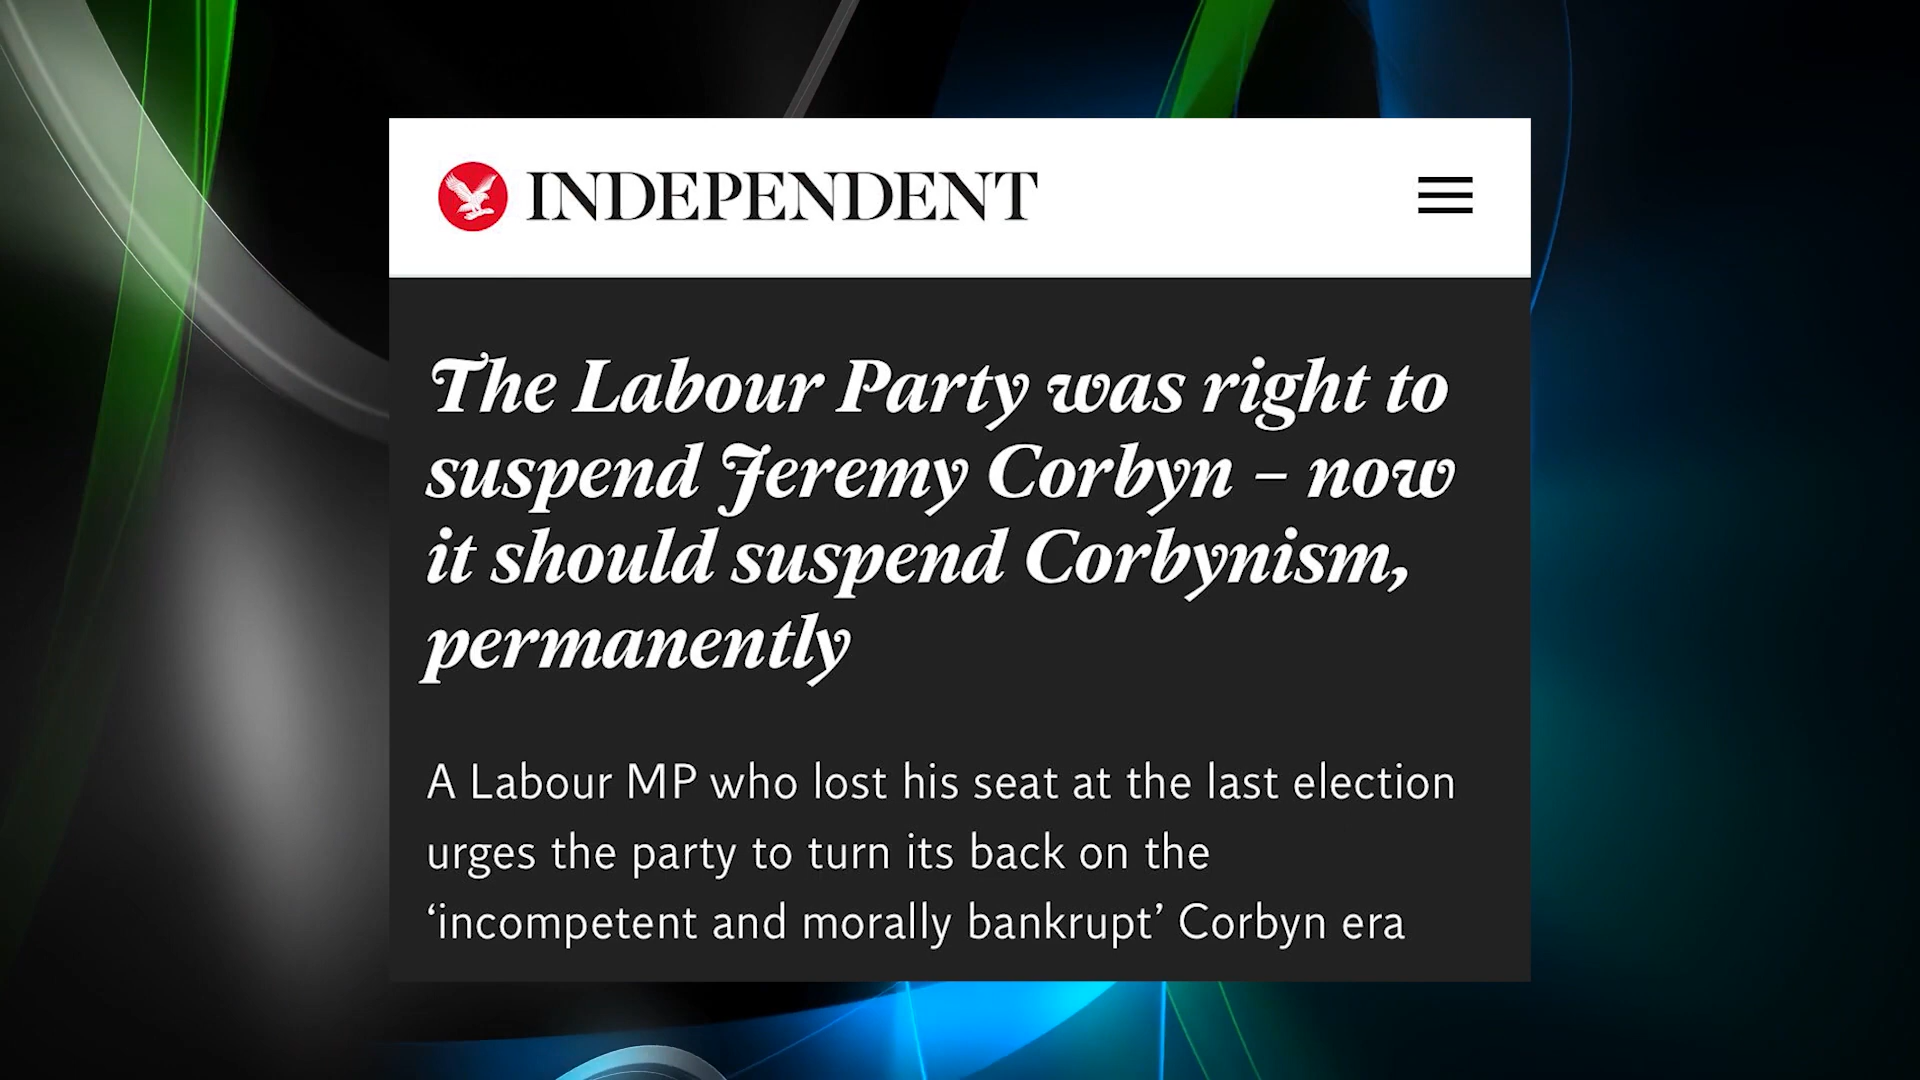 INDEPENDENT
The Labour Party was right to
suspend Jeremy Corbyn – now
it should suspend Corbynism,
permanently
A Labour MP who lost his seat at the last election
urges the party to turn its back on the
‘incompetent and morally bankrupt’ Corbyn era